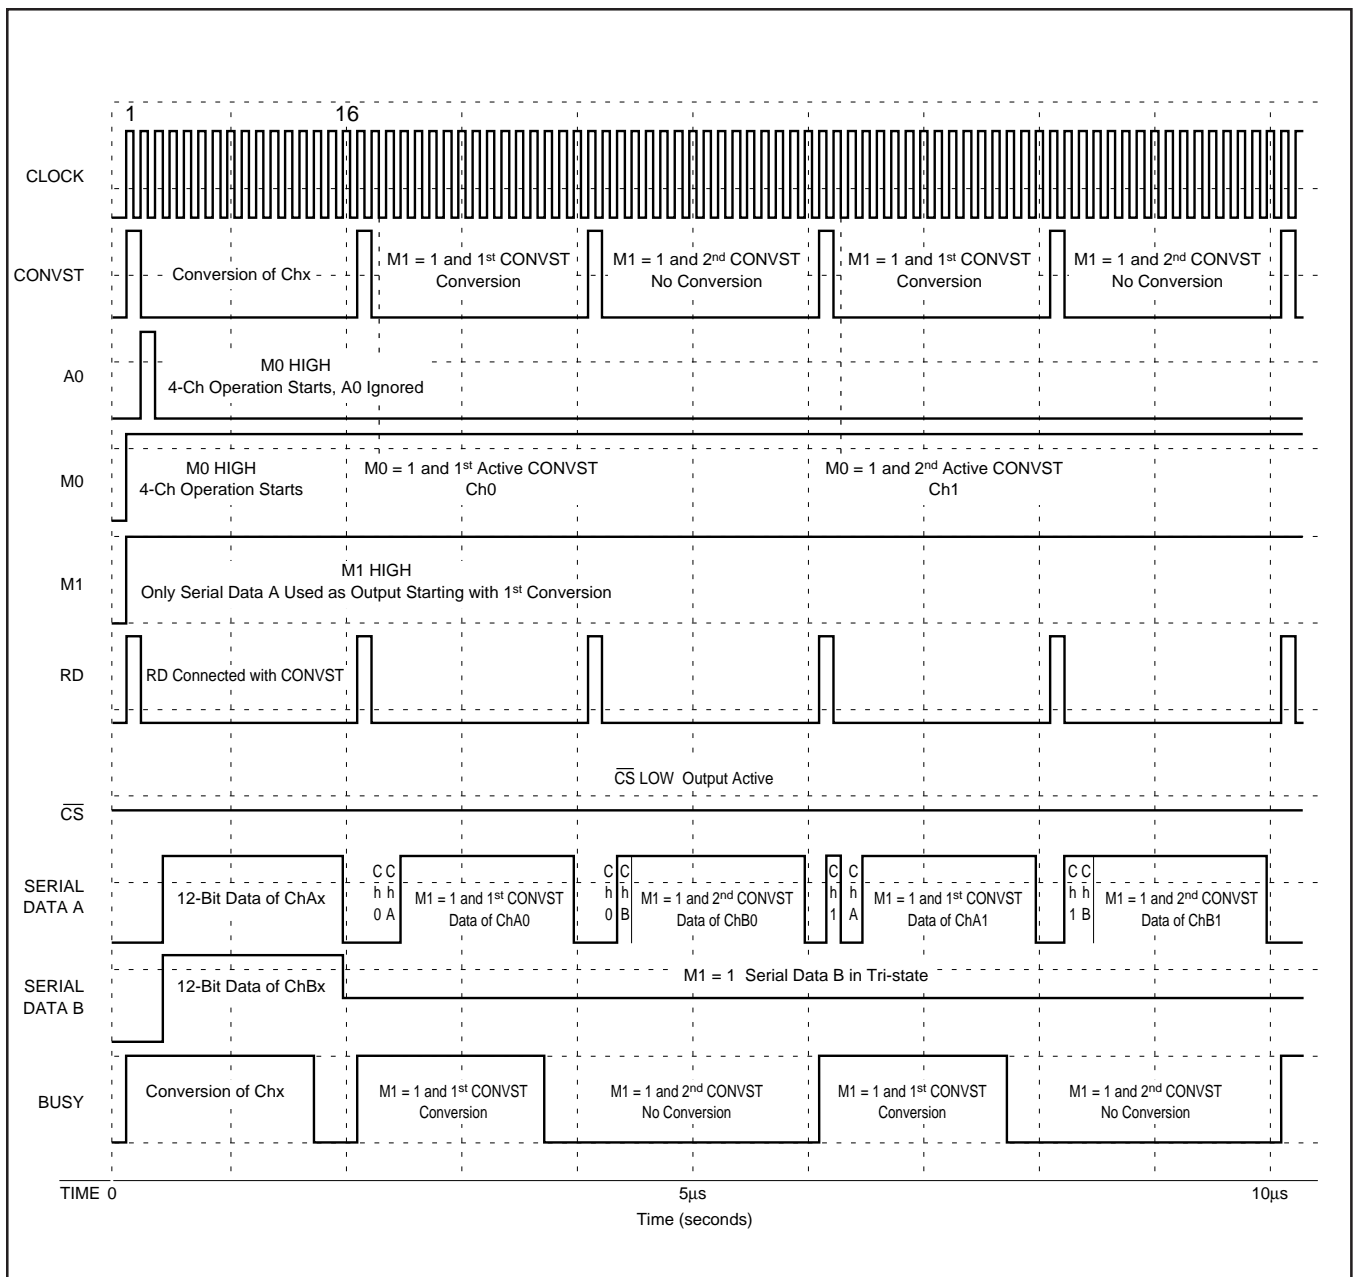 1
16
CLOCK
CONVST
Conversion of Chx
M1 = 1 and 1st CONVST
Conversion
M1 = 1 and 2nd CONVST
No Conversion
M1 = 1 and 1st CONVST
Conversion
M1 = 1 and 2nd CONVST
No Conversion
A0
M0 HIGH
4-Ch Operation Starts, A0 Ignored
M0
M0 HIGH
4-Ch Operation Starts
M0 = 1 and 1st Active CONVST
Ch0
M0 = 1 and 2nd Active CONVST
Ch1
M1
M1 HIGH
Only Serial Data A Used as Output Starting with 1st Conversion
RD
RD Connected with CONVST
CS LOW Output Active
CS
SERIAL
DATA A
12-Bit Data of ChAx
Ch0
ChA
M1 = 1 and 1st CONVST
Data of ChA0
Ch0
ChB
M1 = 1 and 2nd CONVST
Data of ChB0
Ch1
ChA
M1 = 1 and 1st CONVST
Data of ChA1
Ch1
ChB
M1 = 1 and 2nd CONVST
Data of ChB1
SERIAL
DATA B
12-Bit Data of ChBx
M1 = 1 Serial Data B in Tri-state
BUSY
Conversion of Chx
M1 = 1 and 1st CONVST
Conversion
M1 = 1 and 2nd CONVST
No Conversion
M1 = 1 and 1st CONVST
Conversion
M1 = 1 and 2nd CONVST
No Conversion
TIME 0
5µs
10µs
Time (seconds)